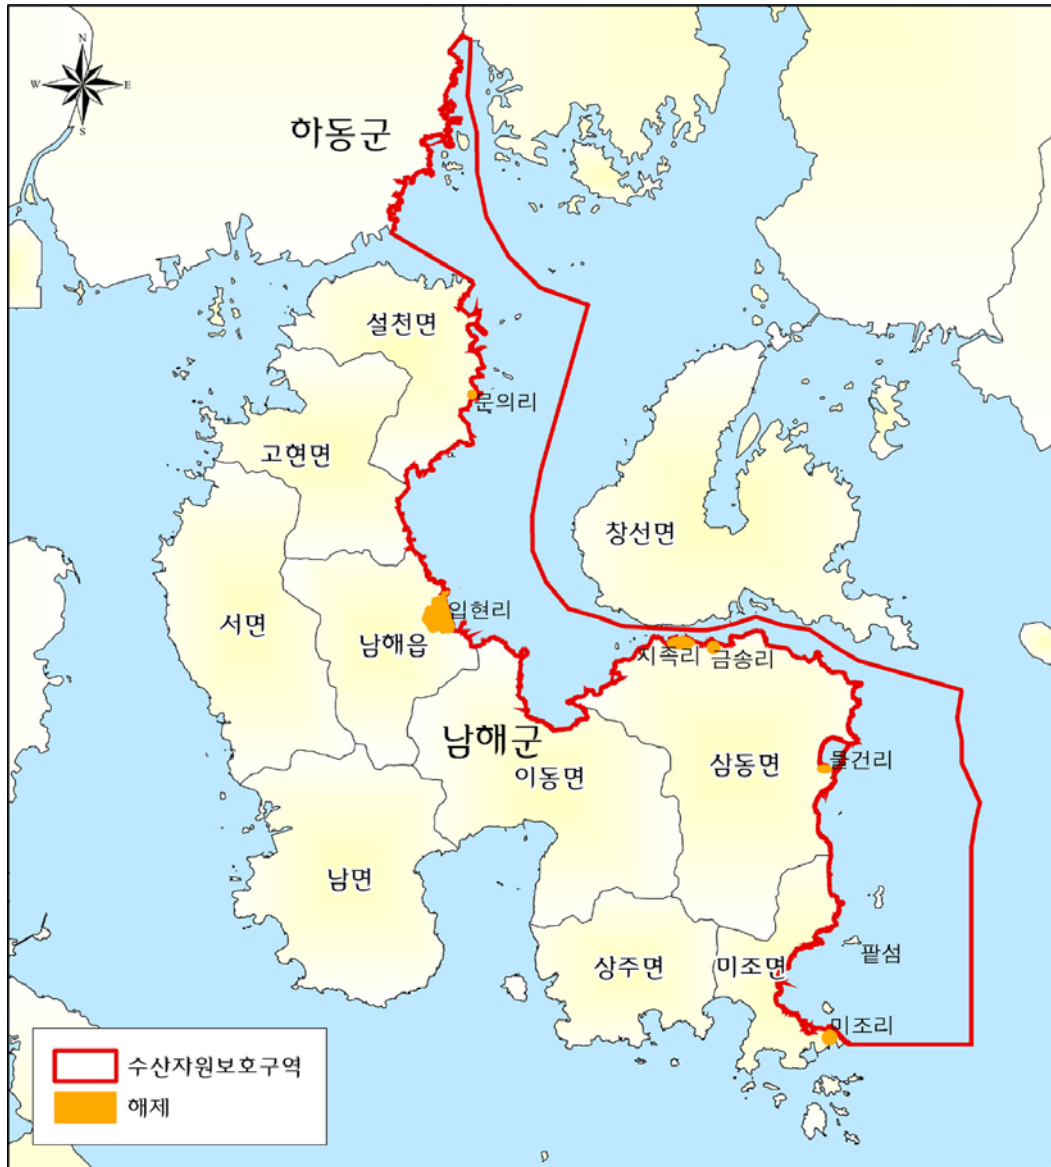 N
W
E
S
하동군
설천면
문의리
고현면
창선면
입현리
서면
남해읍
지족리
금송리
남해군
삼동면
물건리
이동면
남면
팥섬
상주면
미조면
미조리
수산자원보호구역
해제